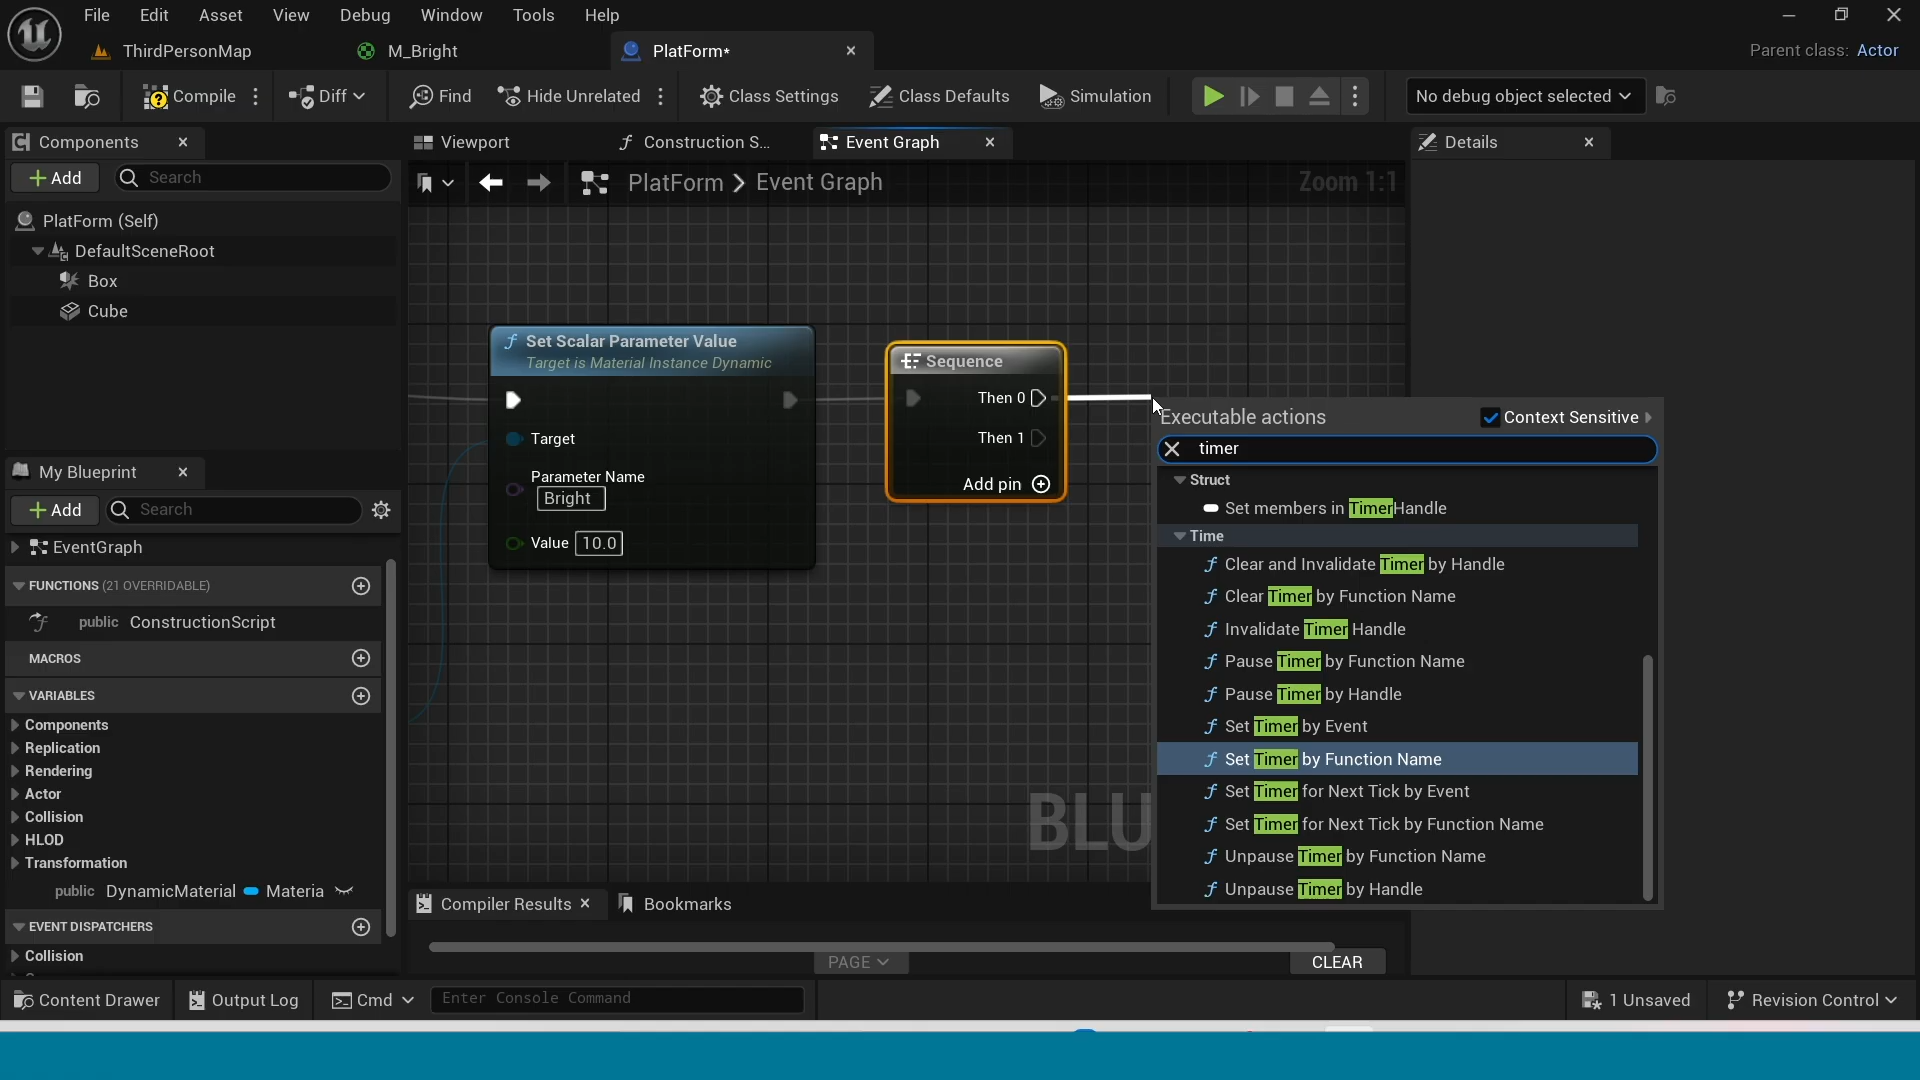 File Edit Asset View Debug Window Tools Help
ThirdPersonMap M_Bright PlatForm* Parent class: Actor
Compile Diff Find Hide Unrelated Class Settings Class Defaults Simulation No debug object selected
Components Viewport Construction S... Event Graph Details
Add Search PlatForm Event Graph Zoom 1:1
PlatForm (Self)
DefaultSceneRoot
Box
Cube
Set Scalar Parameter Value
Target is Material Instance Dynamic
Target
Parameter Name
Bright
Value 10.0
Sequence
Then 0
Then 1
Add pin
Executable actions Context Sensitive
timer
Struct
Set members in TimerHandle
Time
Clear and Invalidate Timer by Handle
Clear Timer by Function Name
Invalidate Timer Handle
Pause Timer by Function Name
Pause Timer by Handle
Set Timer by Event
Set Timer by Function Name
Set Timer for Next Tick by Event
Set Timer for Next Tick by Function Name
Unpause Timer by Function Name
Unpause Timer by Handle
BLU
My Blueprint
Add Search
EventGraph
FUNCTIONS (21 OVERRIDABLE)
public ConstructionScript
MACROS
VARIABLES
Components
Replication
Rendering
Actor
Collision
HLOD
Transformation
public DynamicMaterial Materia
EVENT DISPATCHERS
Collision
Compiler Results Bookmarks
PAGE CLEAR
Content Drawer Output Log Cmd Enter Console Command 1 Unsaved Revision Control